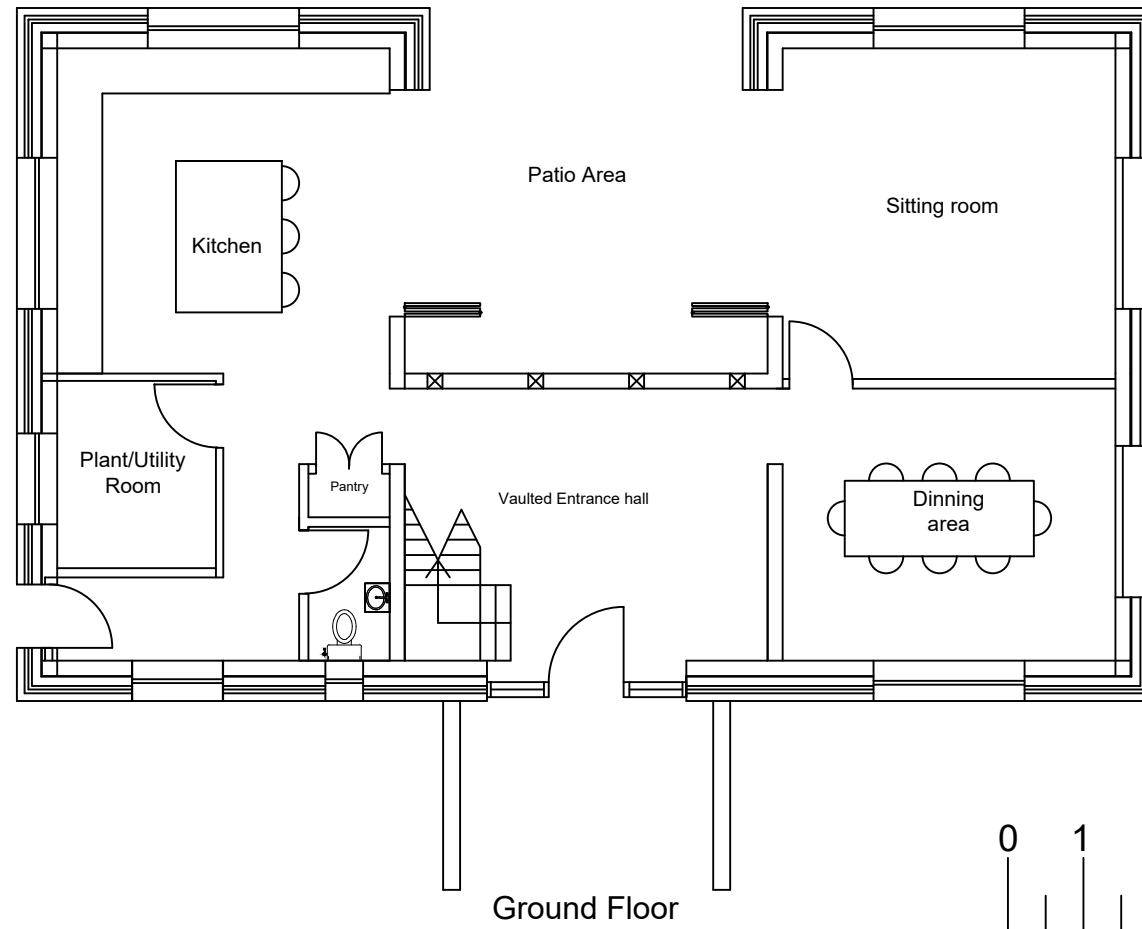 Patio Area
Sitting room
Kitchen
Plant/Utility
Room
Pantry
Vaulted Entrance hall
Dinning
area
0 1
Ground Floor